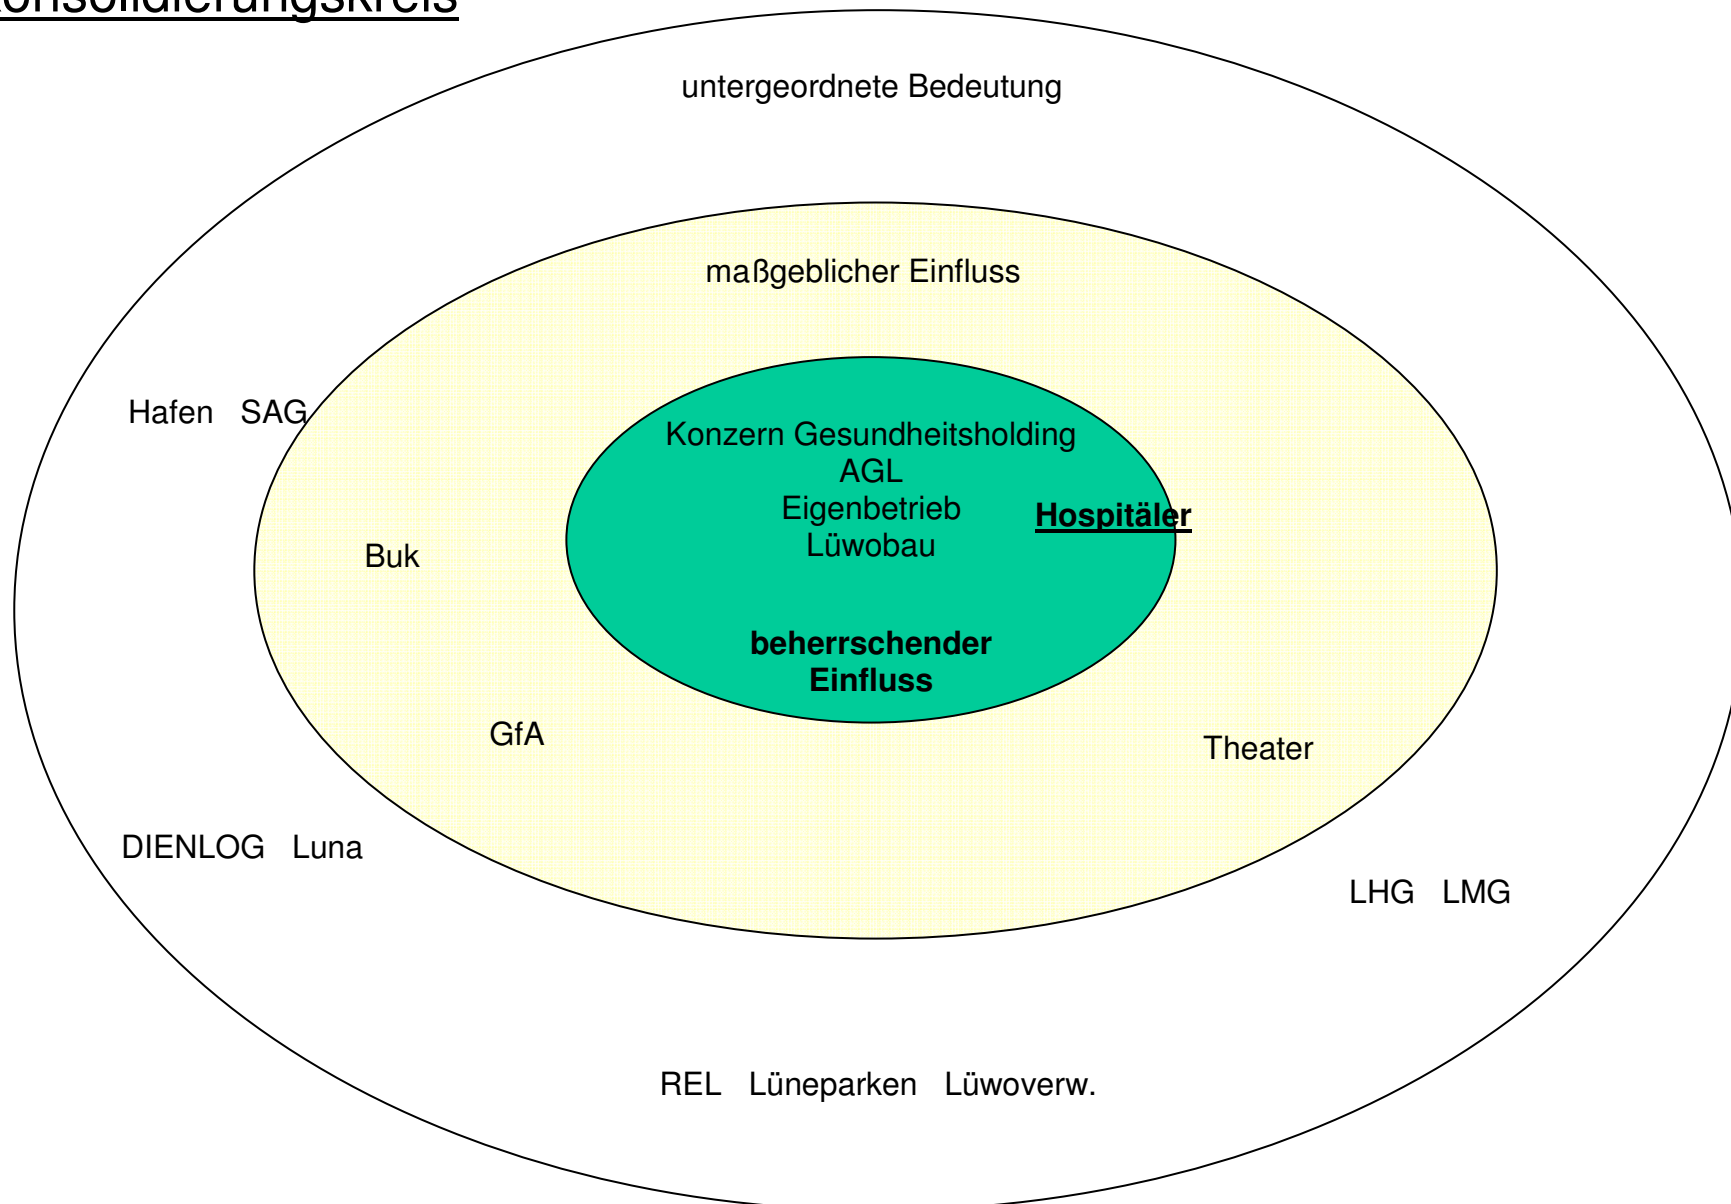 onsolidierungskreis
untergeordnete Bedeutung
maßgeblicher Einfluss
Hafen SAG
Konzern Gesundheitsholding
AGL
Eigenbetrieb
Hospitäler
Lüwobau
Buk
beherrschender
Einfluss
GfA
Theater
DIENLOG Luna
LHG LMG
REL Lüneparken Lüwoverw.